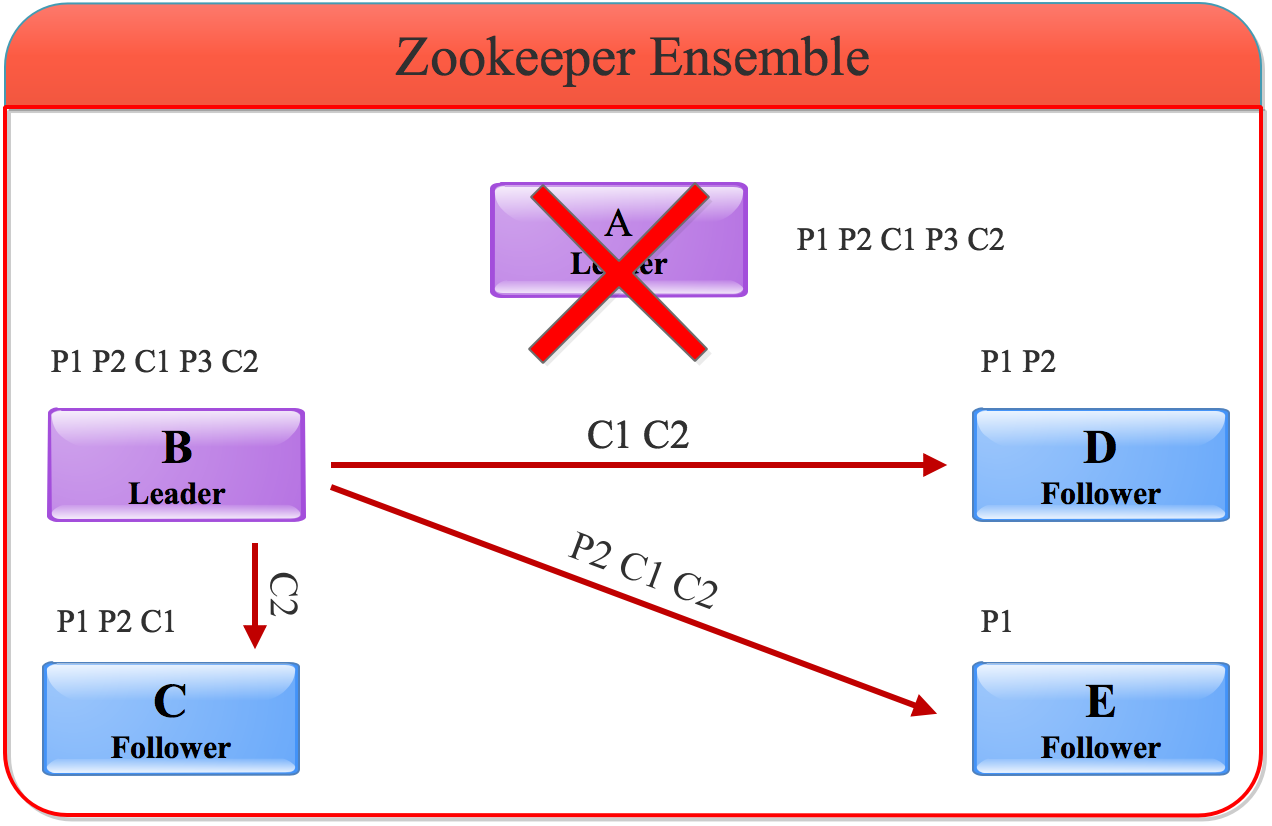 Zookeeper Ensemble
A
P1 P2 C1 P3 C2
P1 P2 C1 P3 C2
P1 P2
B
Leader
C1 C2
D
Follower
P2 C1 C2
C2
P1 P2 C1
P1
C
Follower
E
Follower